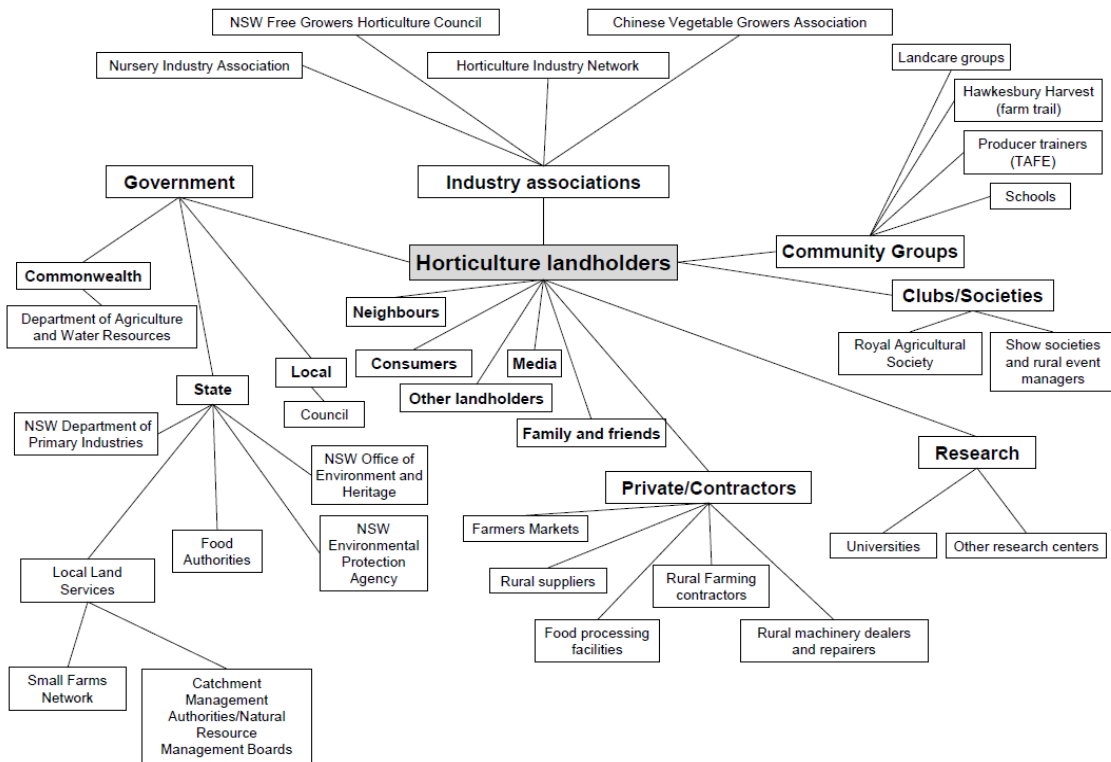 NSW Free Growers Horticulture Council
Chinese Vegetable Growers Association
Nursery Industry Association
Horticulture Industry Network
Landcare groups
Hawkesbury Harvest
(farm trail)
Producer trainers
(TAFE)
Schools
Government
Industry associations
Community Groups
Horticulture landholders
Commonwealth
Department of Agriculture
and Water Resources
Clubs/Societies
Royal Agricultural
Society
Show societies
and rural event
managers
Neighbours
Consumers
Media
Other landholders
Family and friends
Local
Council
State
NSW Department of
Primary Industries
NSW Office of
Environment and
Heritage
NSW
Environmental
Protection
Agency
Food
Authorities
Local Land
Services
Small Farms
Network
Catchment
Management
Authorities/Natural
Resource
Management Boards
Private/Contractors
Farmers Markets
Rural suppliers
Rural Farming
contractors
Food processing
facilities
Rural machinery dealers
and repairers
Research
Universities
Other research centers